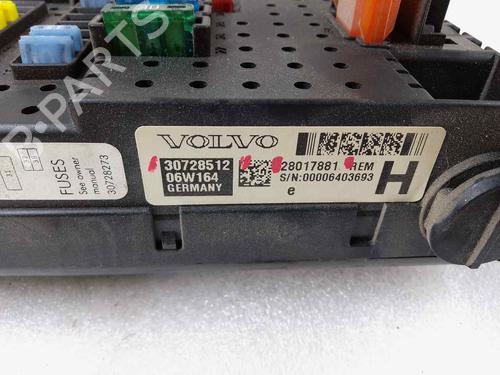 VOLVO
30728512
06W164
GERMANY
28017881 REM
S/N:00006403693
e
H
FUSES
See owner
manual
30728273
B-PARTS